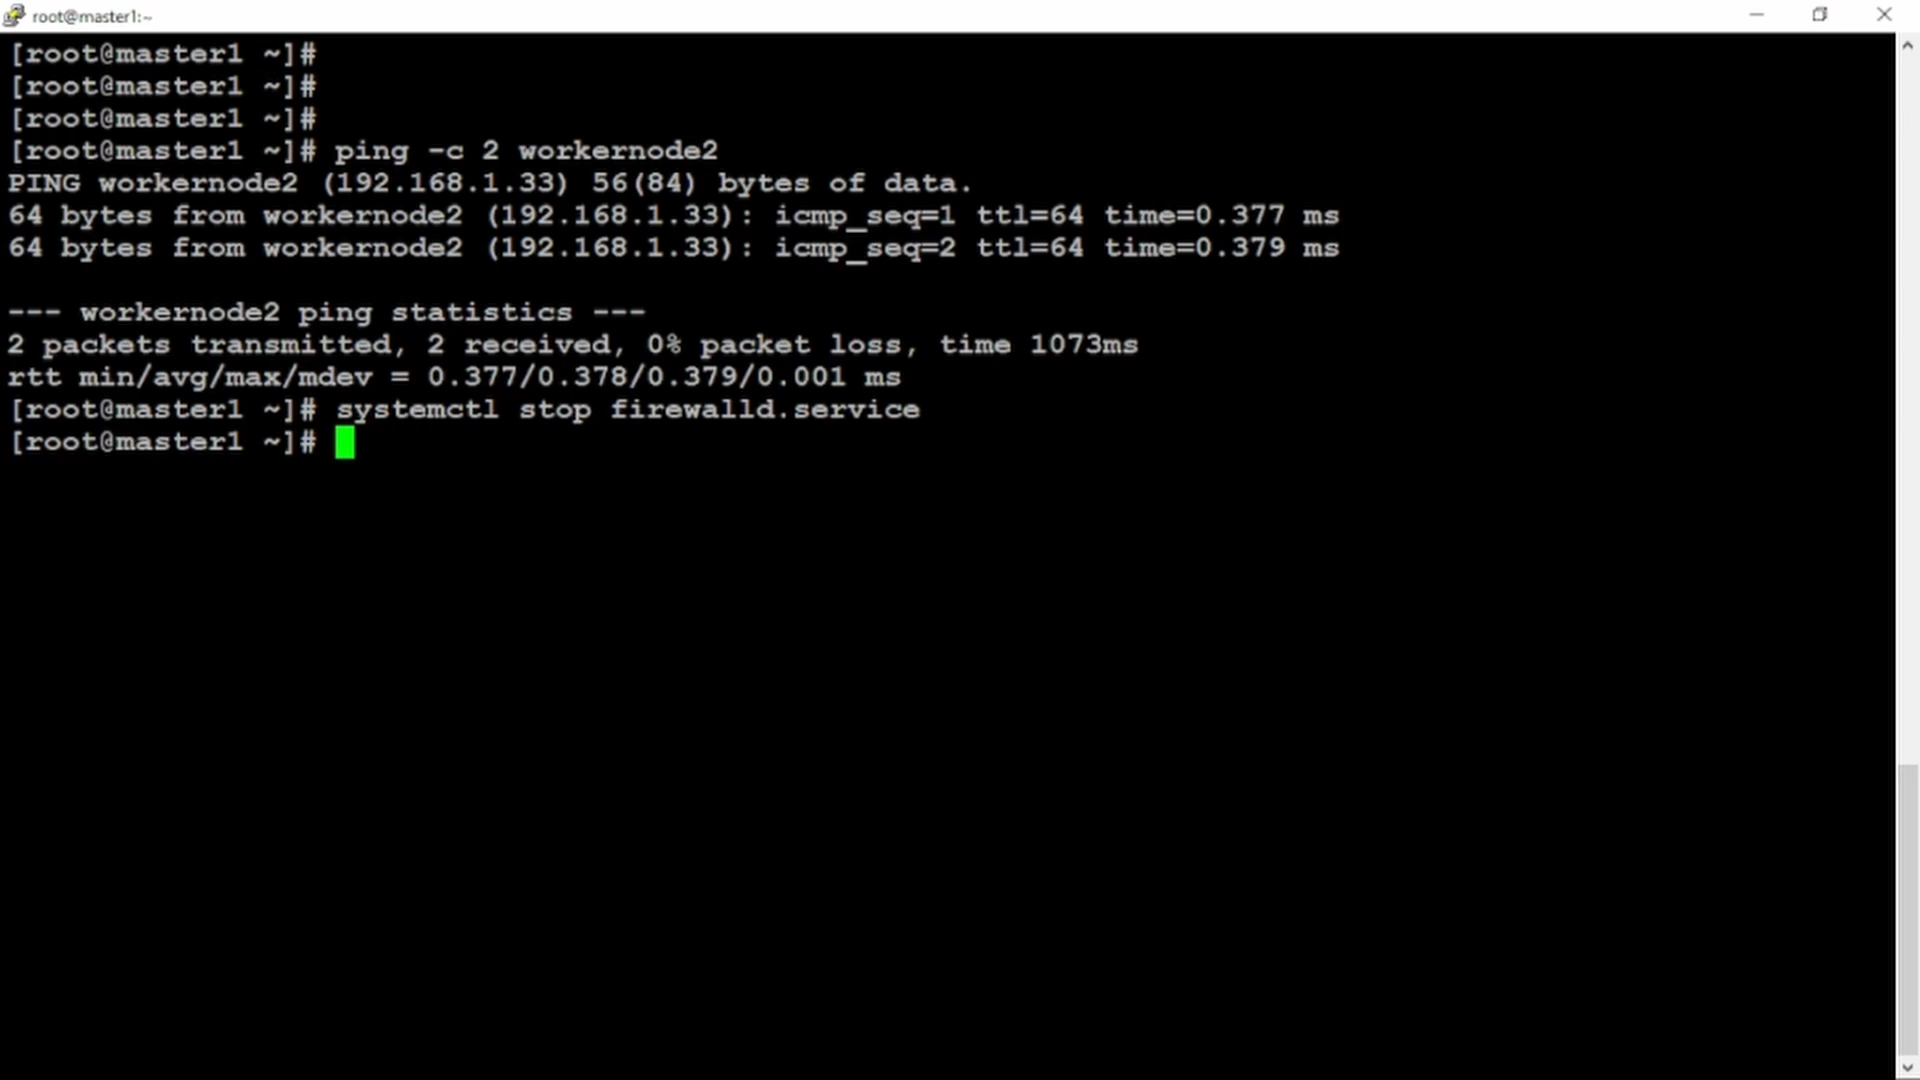 root@master1:~
[root@master1 ~]#
[root@master1 ~]#
[root@master1 ~]#
[root@master1 ~]# ping -c 2 workernode2
PING workernode2 (192.168.1.33) 56(84) bytes of data.
64 bytes from workernode2 (192.168.1.33): icmp_seq=1 ttl=64 time=0.377 ms
64 bytes from workernode2 (192.168.1.33): icmp_seq=2 ttl=64 time=0.379 ms
--- workernode2 ping statistics ---
2 packets transmitted, 2 received, 0% packet loss, time 1073ms
rtt min/avg/max/mdev = 0.377/0.378/0.379/0.001 ms
[root@master1 ~]# systemctl stop firewalld.service
[root@master1 ~]#